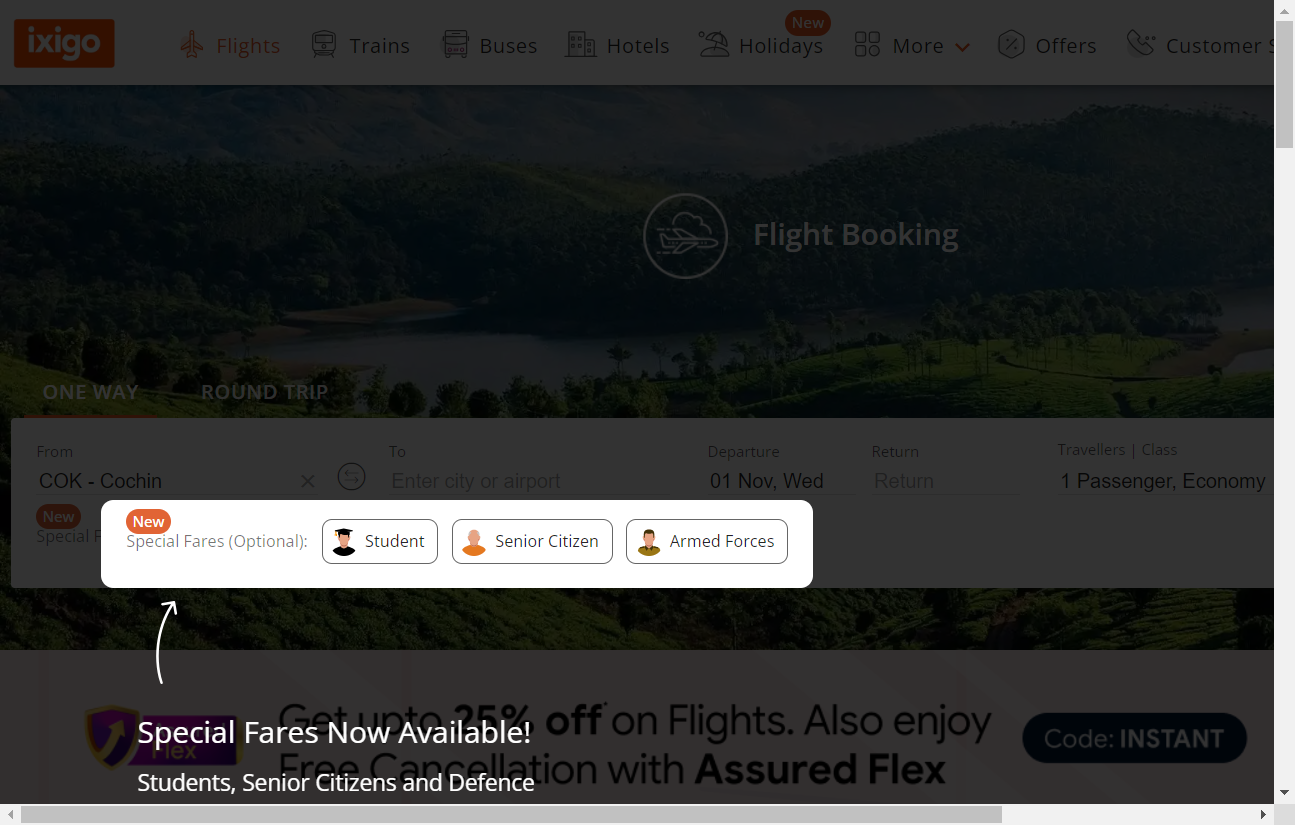 ixigo
Flights
Trains
Buses
Hotels
New
Holidays
More
Offers
Customer S
Flight Booking
ONE WAY
ROUND TRIP
From
To
Departure
Return
Travellers | Class
COK - Cochin
Enter city or airport
01 Nov, Wed
Return
1 Passenger, Economy
New
Special F
New
Special Fares (Optional):
Student
Senior Citizen
Armed Forces
Get upto 25% off* on Flights. Also enjoy
Free Cancellation with Assured Flex
Flex
Code: INSTANT
Special Fares Now Available!
Students, Senior Citizens and Defence